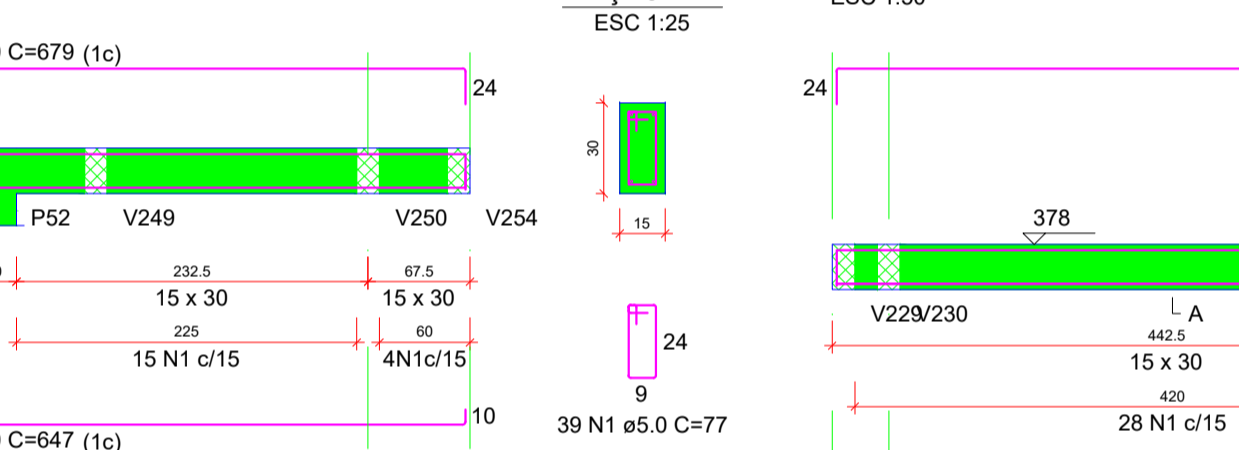 ESC 1:25
C=679 (1c)
24
P52
V249
V250
V254
232.5
67.5
15 x 30
15 x 30
225
60
15 N1 c/15
4N1c/15
10
C=647 (1c)
30
15
24
9
39 N1 ø5.0 C=77
24
378
V229
V230
A
442.5
15 x 30
420
28 N1 c/15